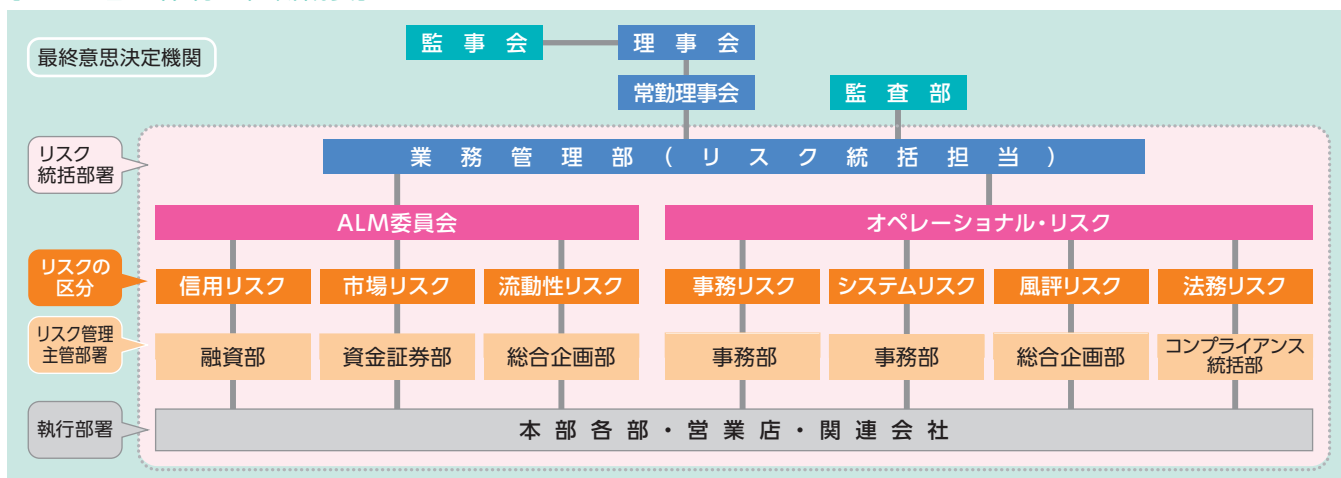 監事会
理事会
最終意思決定機関
常勤理事会
監査部
リスク
統括部署
業務管理部(リスク統括担当)
ALM委員会
オペレーショナル・リスク
リスクの
区分
信用リスク
市場リスク
流動性リスク
事務リスク
システムリスク
風評リスク
法務リスク
リスク管理
主管部署
融資部
資金証券部
総合企画部
事務部
事務部
総合企画部
コンプライアンス
統括部
執行部署
本部各部・営業店・関連会社